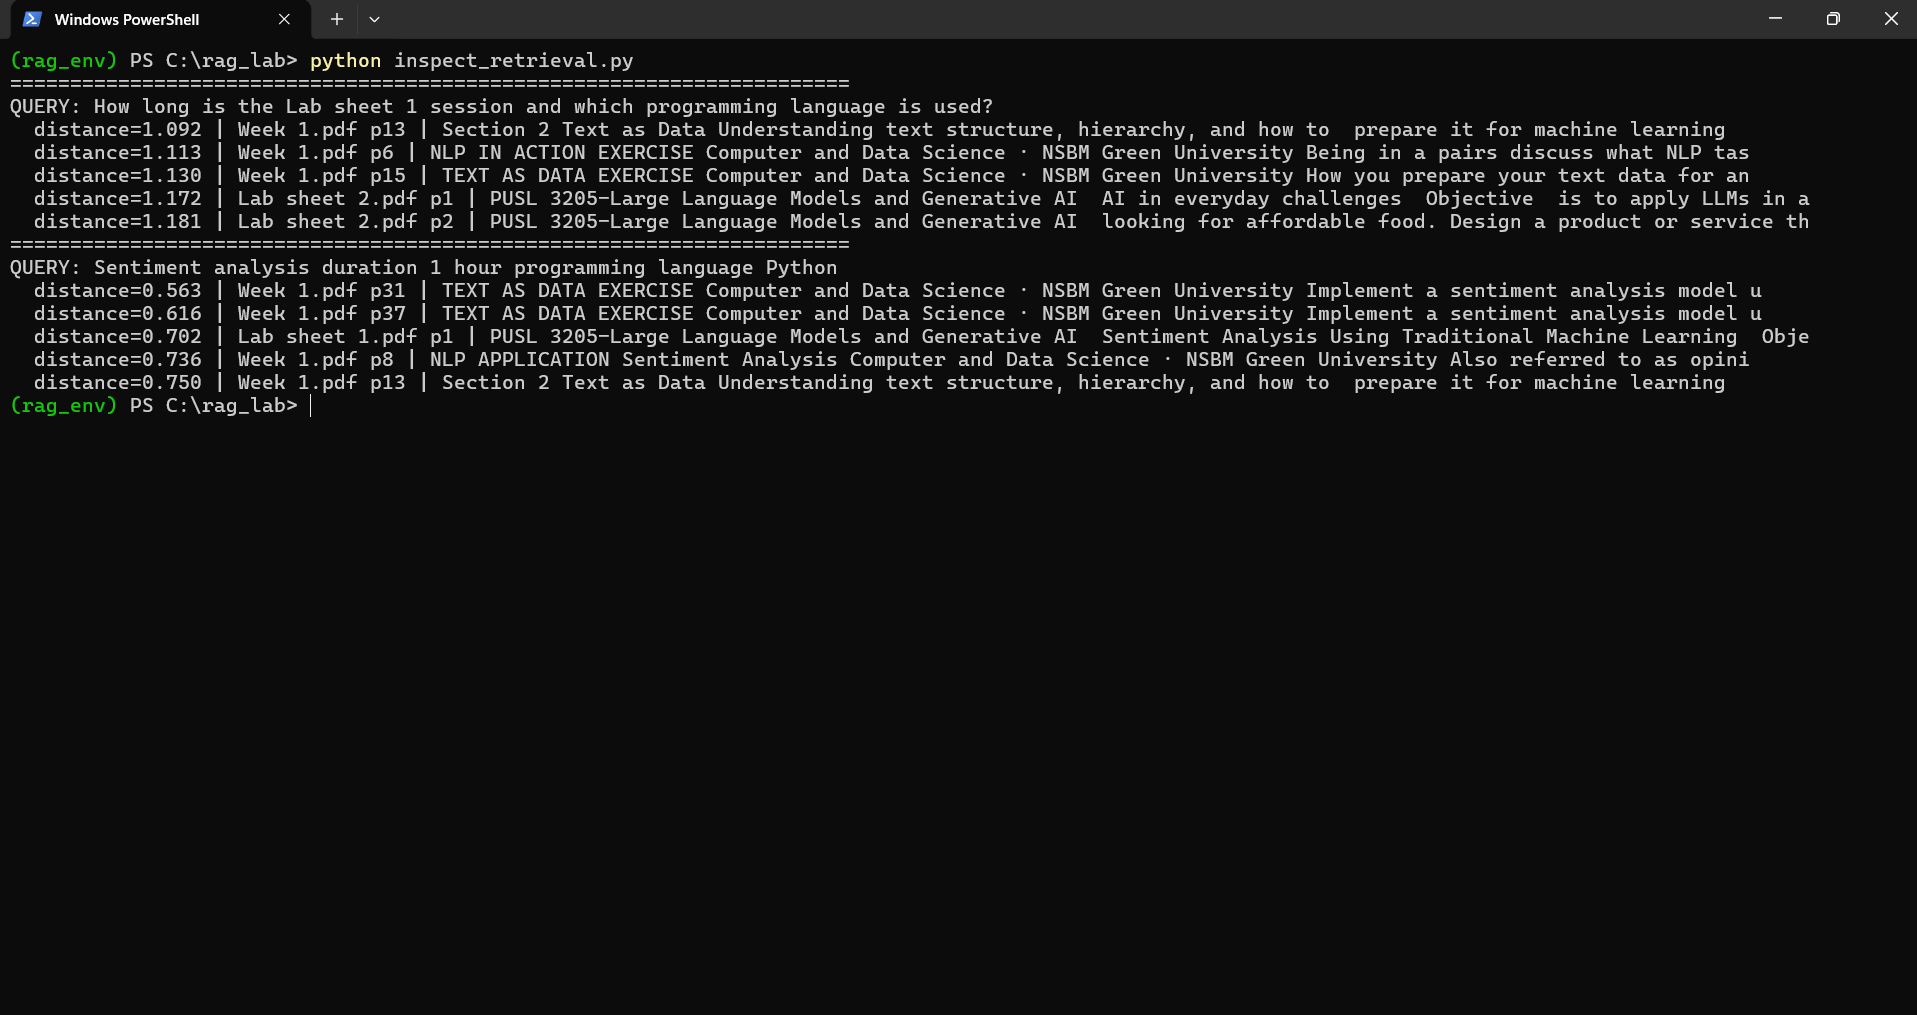 Windows PowerShell
(rag_env) PS C:\rag_lab> python inspect_retrieval.py
======================================================================
QUERY: How long is the Lab sheet 1 session and which programming language is used?
  distance=1.092 | Week 1.pdf p13 | Section 2 Text as Data Understanding text structure, hierarchy, and how to  prepare it for machine learning
  distance=1.113 | Week 1.pdf p6 | NLP IN ACTION EXERCISE Computer and Data Science · NSBM Green University Being in a pairs discuss what NLP tas
  distance=1.130 | Week 1.pdf p15 | TEXT AS DATA EXERCISE Computer and Data Science · NSBM Green University How you prepare your text data for an
  distance=1.172 | Lab sheet 2.pdf p1 | PUSL 3205-Large Language Models and Generative AI  AI in everyday challenges  Objective  is to apply LLMs in a
  distance=1.181 | Lab sheet 2.pdf p2 | PUSL 3205-Large Language Models and Generative AI  looking for affordable food. Design a product or service th
======================================================================
QUERY: Sentiment analysis duration 1 hour programming language Python
  distance=0.563 | Week 1.pdf p31 | TEXT AS DATA EXERCISE Computer and Data Science · NSBM Green University Implement a sentiment analysis model u
  distance=0.616 | Week 1.pdf p37 | TEXT AS DATA EXERCISE Computer and Data Science · NSBM Green University Implement a sentiment analysis model u
  distance=0.702 | Lab sheet 1.pdf p1 | PUSL 3205-Large Language Models and Generative AI  Sentiment Analysis Using Traditional Machine Learning  Obje
  distance=0.736 | Week 1.pdf p8 | NLP APPLICATION Sentiment Analysis Computer and Data Science · NSBM Green University Also referred to as opini
  distance=0.750 | Week 1.pdf p13 | Section 2 Text as Data Understanding text structure, hierarchy, and how to  prepare it for machine learning
(rag_env) PS C:\rag_lab>